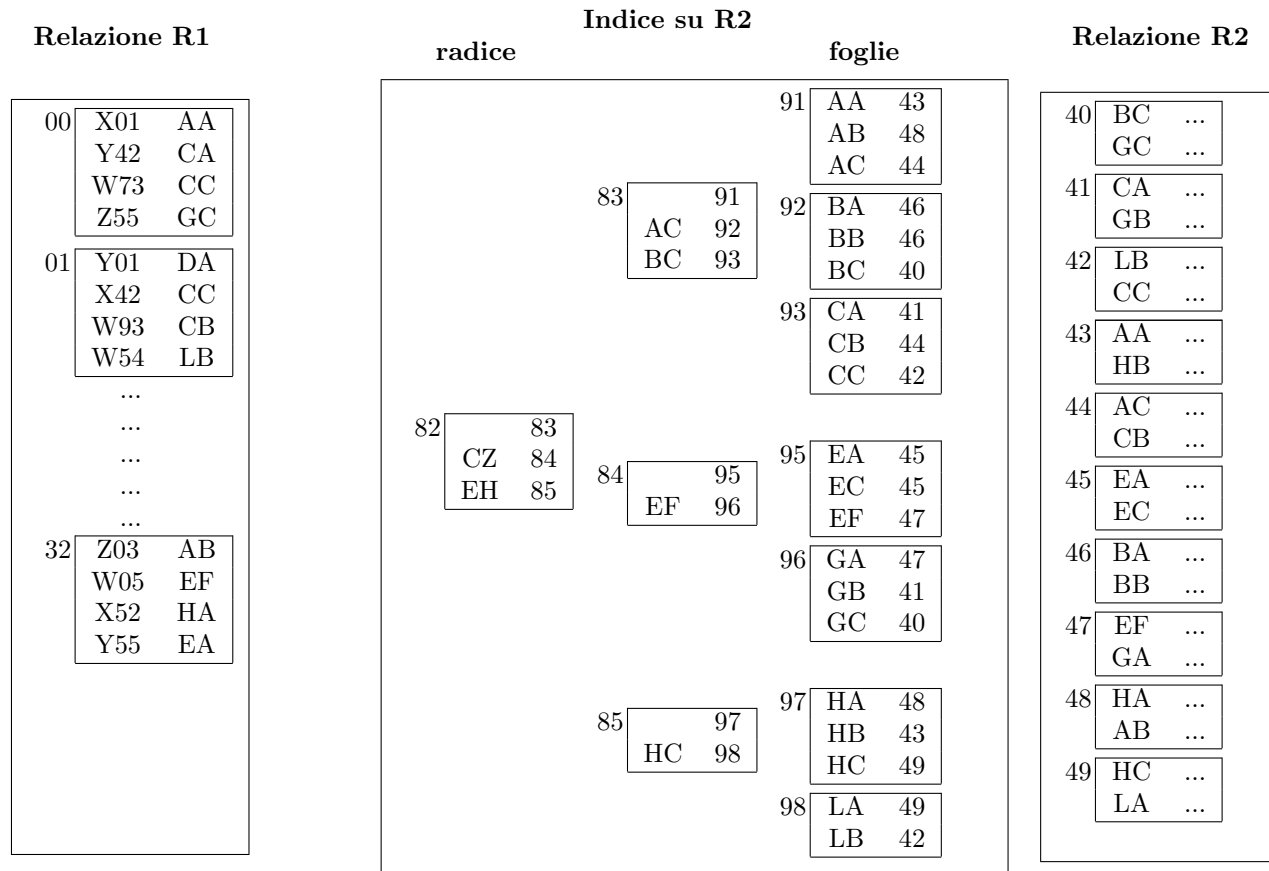 Relazione R1
Indice su R2
radice foglie
Relazione R2
00 X01 AA
Y42 CA
W73 CC
Z55 GC
01 Y01 DA
X42 CC
W93 CB
W54 LB
...
...
...
...
...
32 Z03 AB
W05 EF
X52 HA
Y55 EA
82 83
CZ 84
EH 85
83 91
AC 92
BC 93
84 95
EF 96
85 97
HC 98
91 AA 43
AB 48
AC 44
92 BA 46
BB 46
BC 40
93 CA 41
CB 44
CC 42
95 EA 45
EC 45
EF 47
96 GA 47
GB 41
GC 40
97 HA 48
HB 43
HC 49
98 LA 49
LB 42
40 BC ...
GC ...
41 CA ...
GB ...
42 LB ...
CC ...
43 AA ...
HB ...
44 AC ...
CB ...
45 EA ...
EC ...
46 BA ...
BB ...
47 EF ...
GA ...
48 HA ...
AB ...
49 HC ...
LA ...